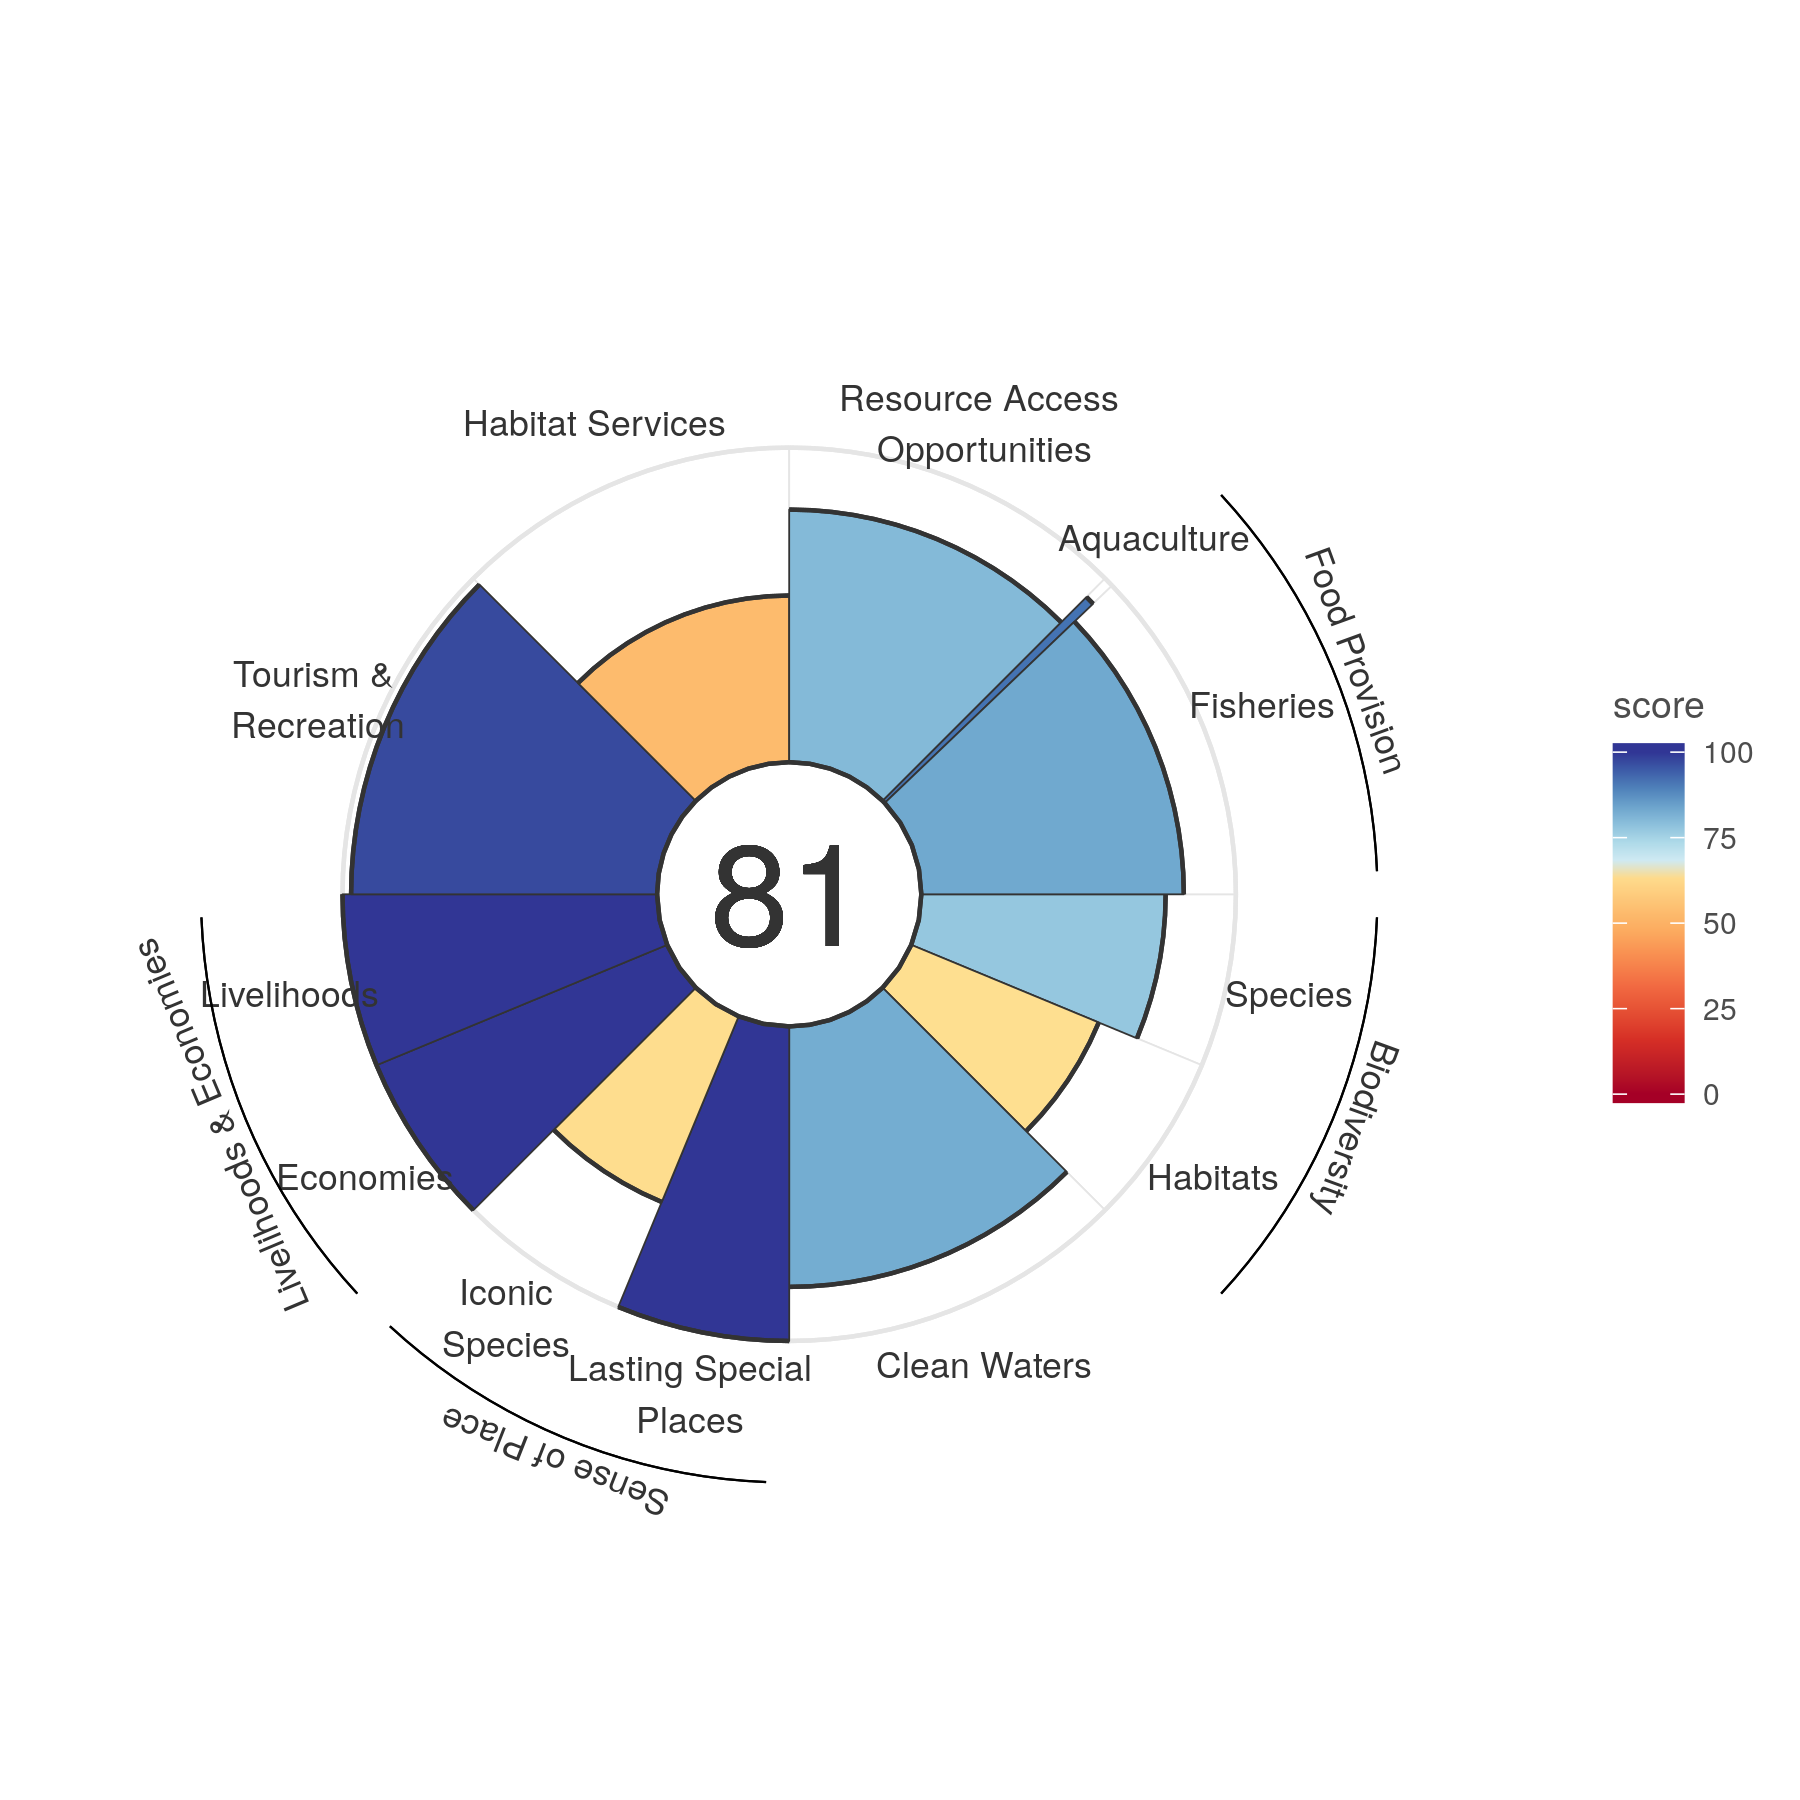 Resource Access
Opportunities
Habitat Services
Aquaculture
Food Provision
Fisheries
Tourism &
Recreation
score
100
75
50
25
0
81
Livelihoods
Species
Livelihoods & Economies
Biodiversity
Economies
Habitats
Iconic
Species
Lasting Special
Places
Clean Waters
Sense of Place